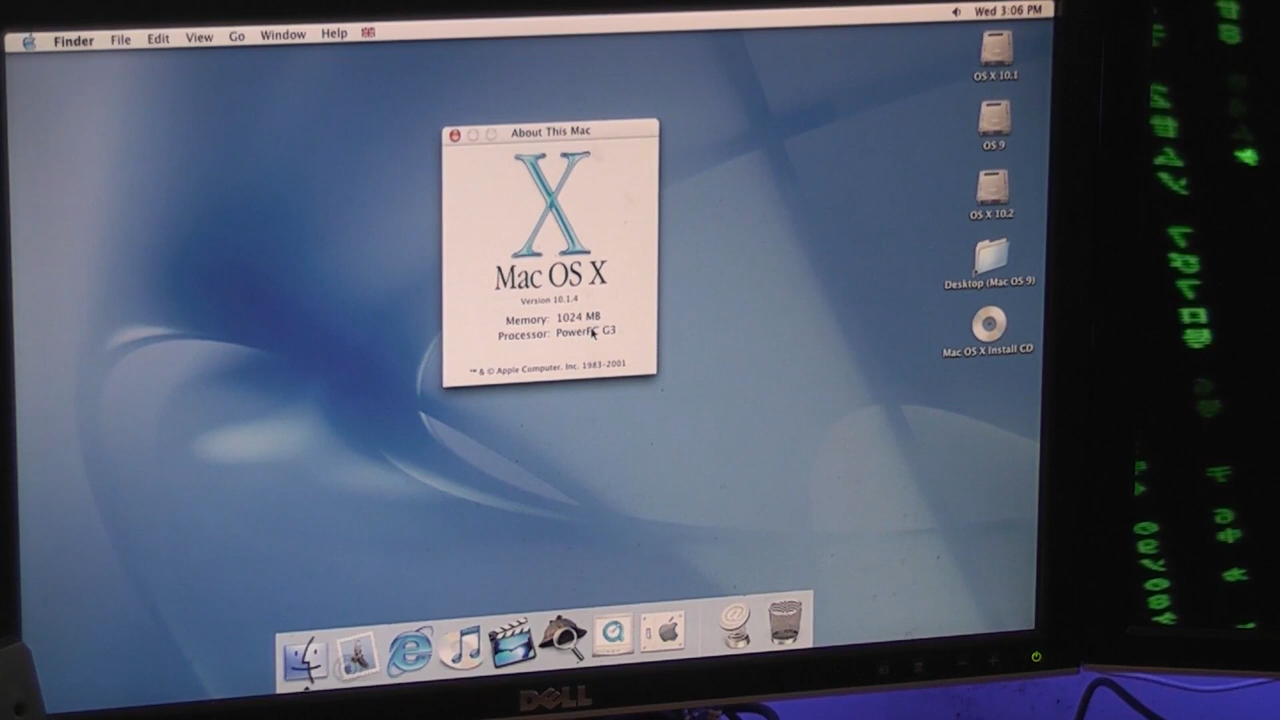 Finder File Edit View Go Window Help
Wed 3:06 PM
OS X 10.1
OS 9
OS X 10.2
Desktop (Mac OS 9)
Mac OS X Install CD
About This Mac
X
Mac OS X
Version 10.1.4
Memory: 1024 MB
Processor: PowerPC G3
™ & © Apple Computer, Inc. 1983-2001
DELL